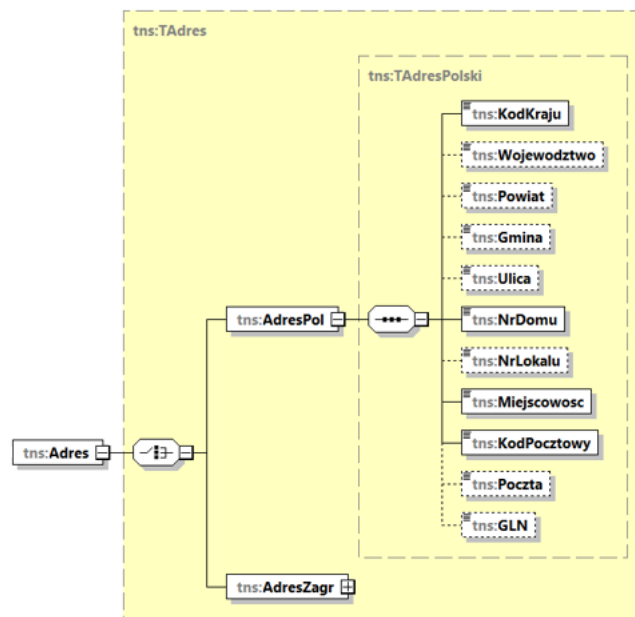 tns:TAdres
tns:TAdresPolski
tns:KodKraju
tns:Wojewodztwo
tns:Powiat
tns:Gmina
tns:Ulica
tns:AdresPol
tns:NrDomu
tns:NrLokalu
tns:Miejscowosc
tns:Adres
tns:KodPocztowy
tns:Poczta
tns:GLN
tns:AdresZagr